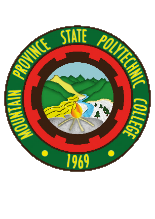 MOUNTAIN PROVINCE STATE POLYTECHNIC COLLEGE
1969